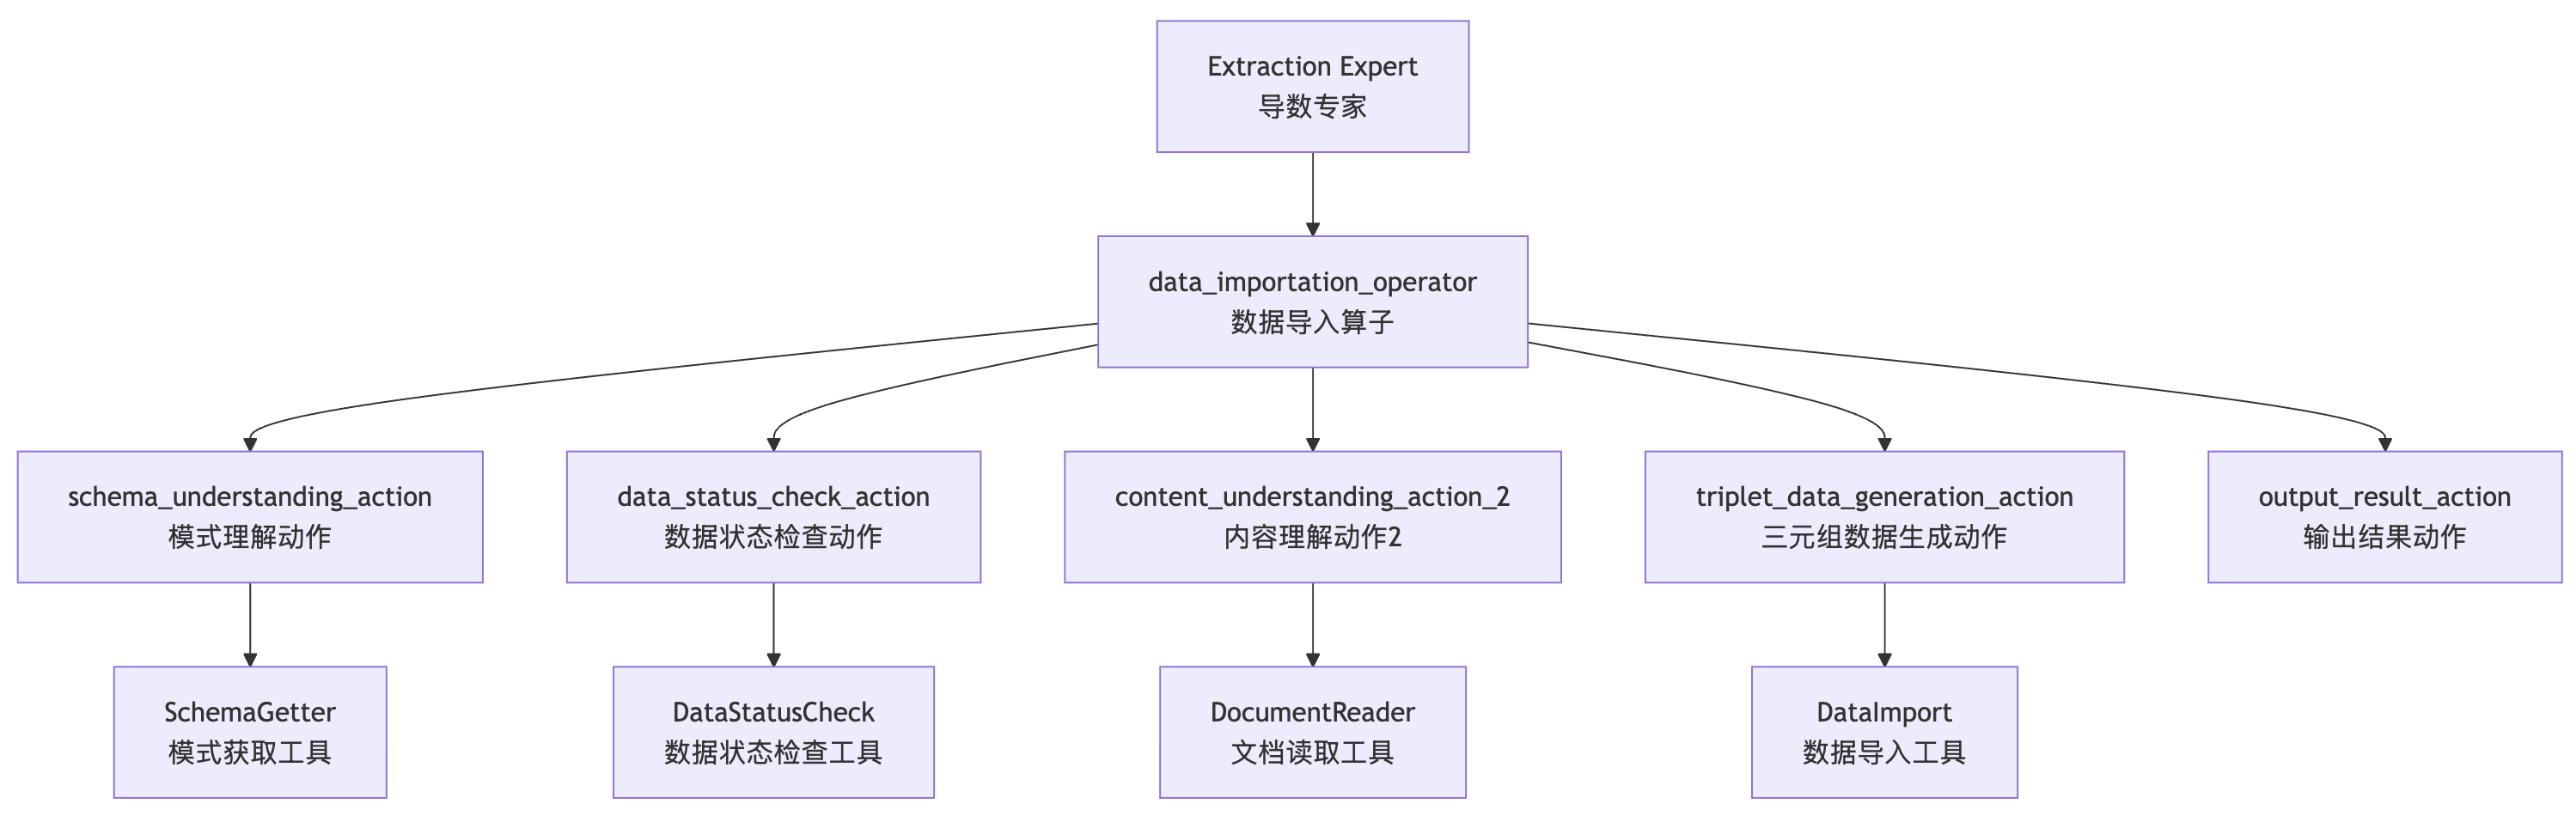 Extraction Expert
导数专家
data_importation_operator
数据导入算子
schema_understanding_action
模式理解动作
data_status_check_action
数据状态检查动作
content_understanding_action_2
内容理解动作2
triplet_data_generation_action
三元组数据生成动作
output_result_action
输出结果动作
SchemaGetter
模式获取工具
DataStatusCheck
数据状态检查工具
DocumentReader
文档读取工具
DataImport
数据导入工具